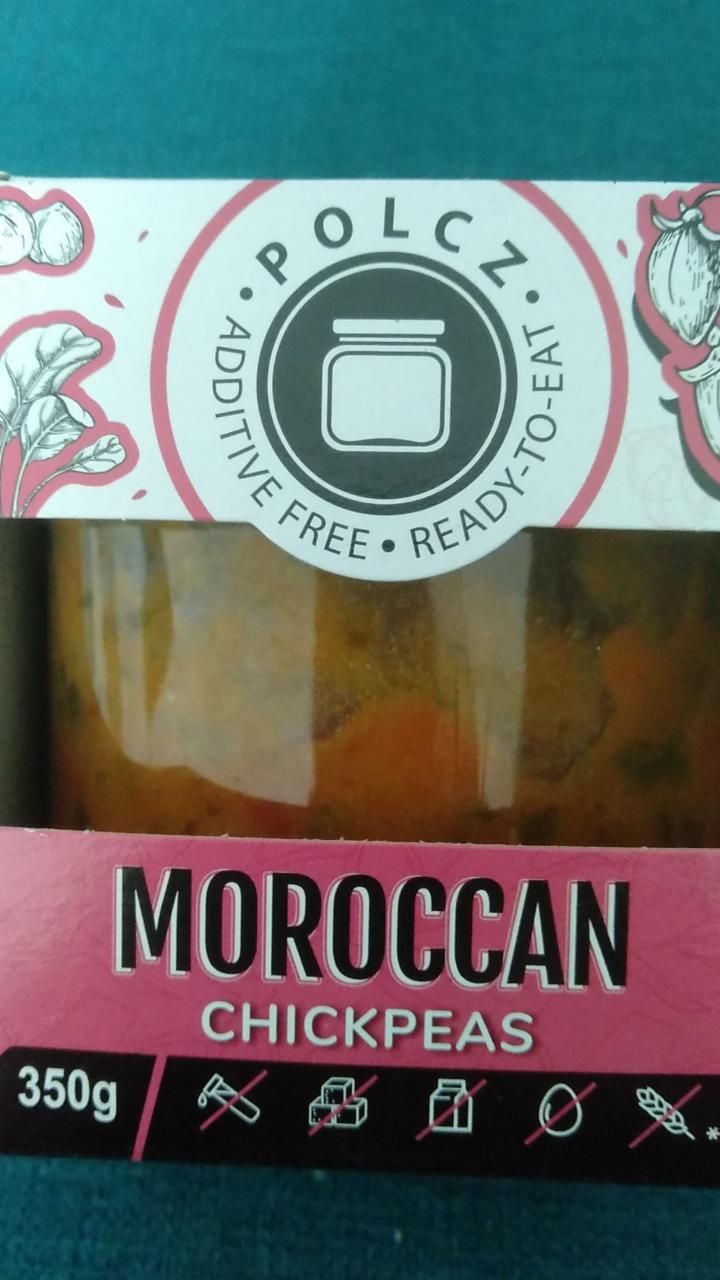 POLCZ
ADDITIVE FREE • READY-TO-EAT
MOROCCAN
CHICKPEAS
350g
*